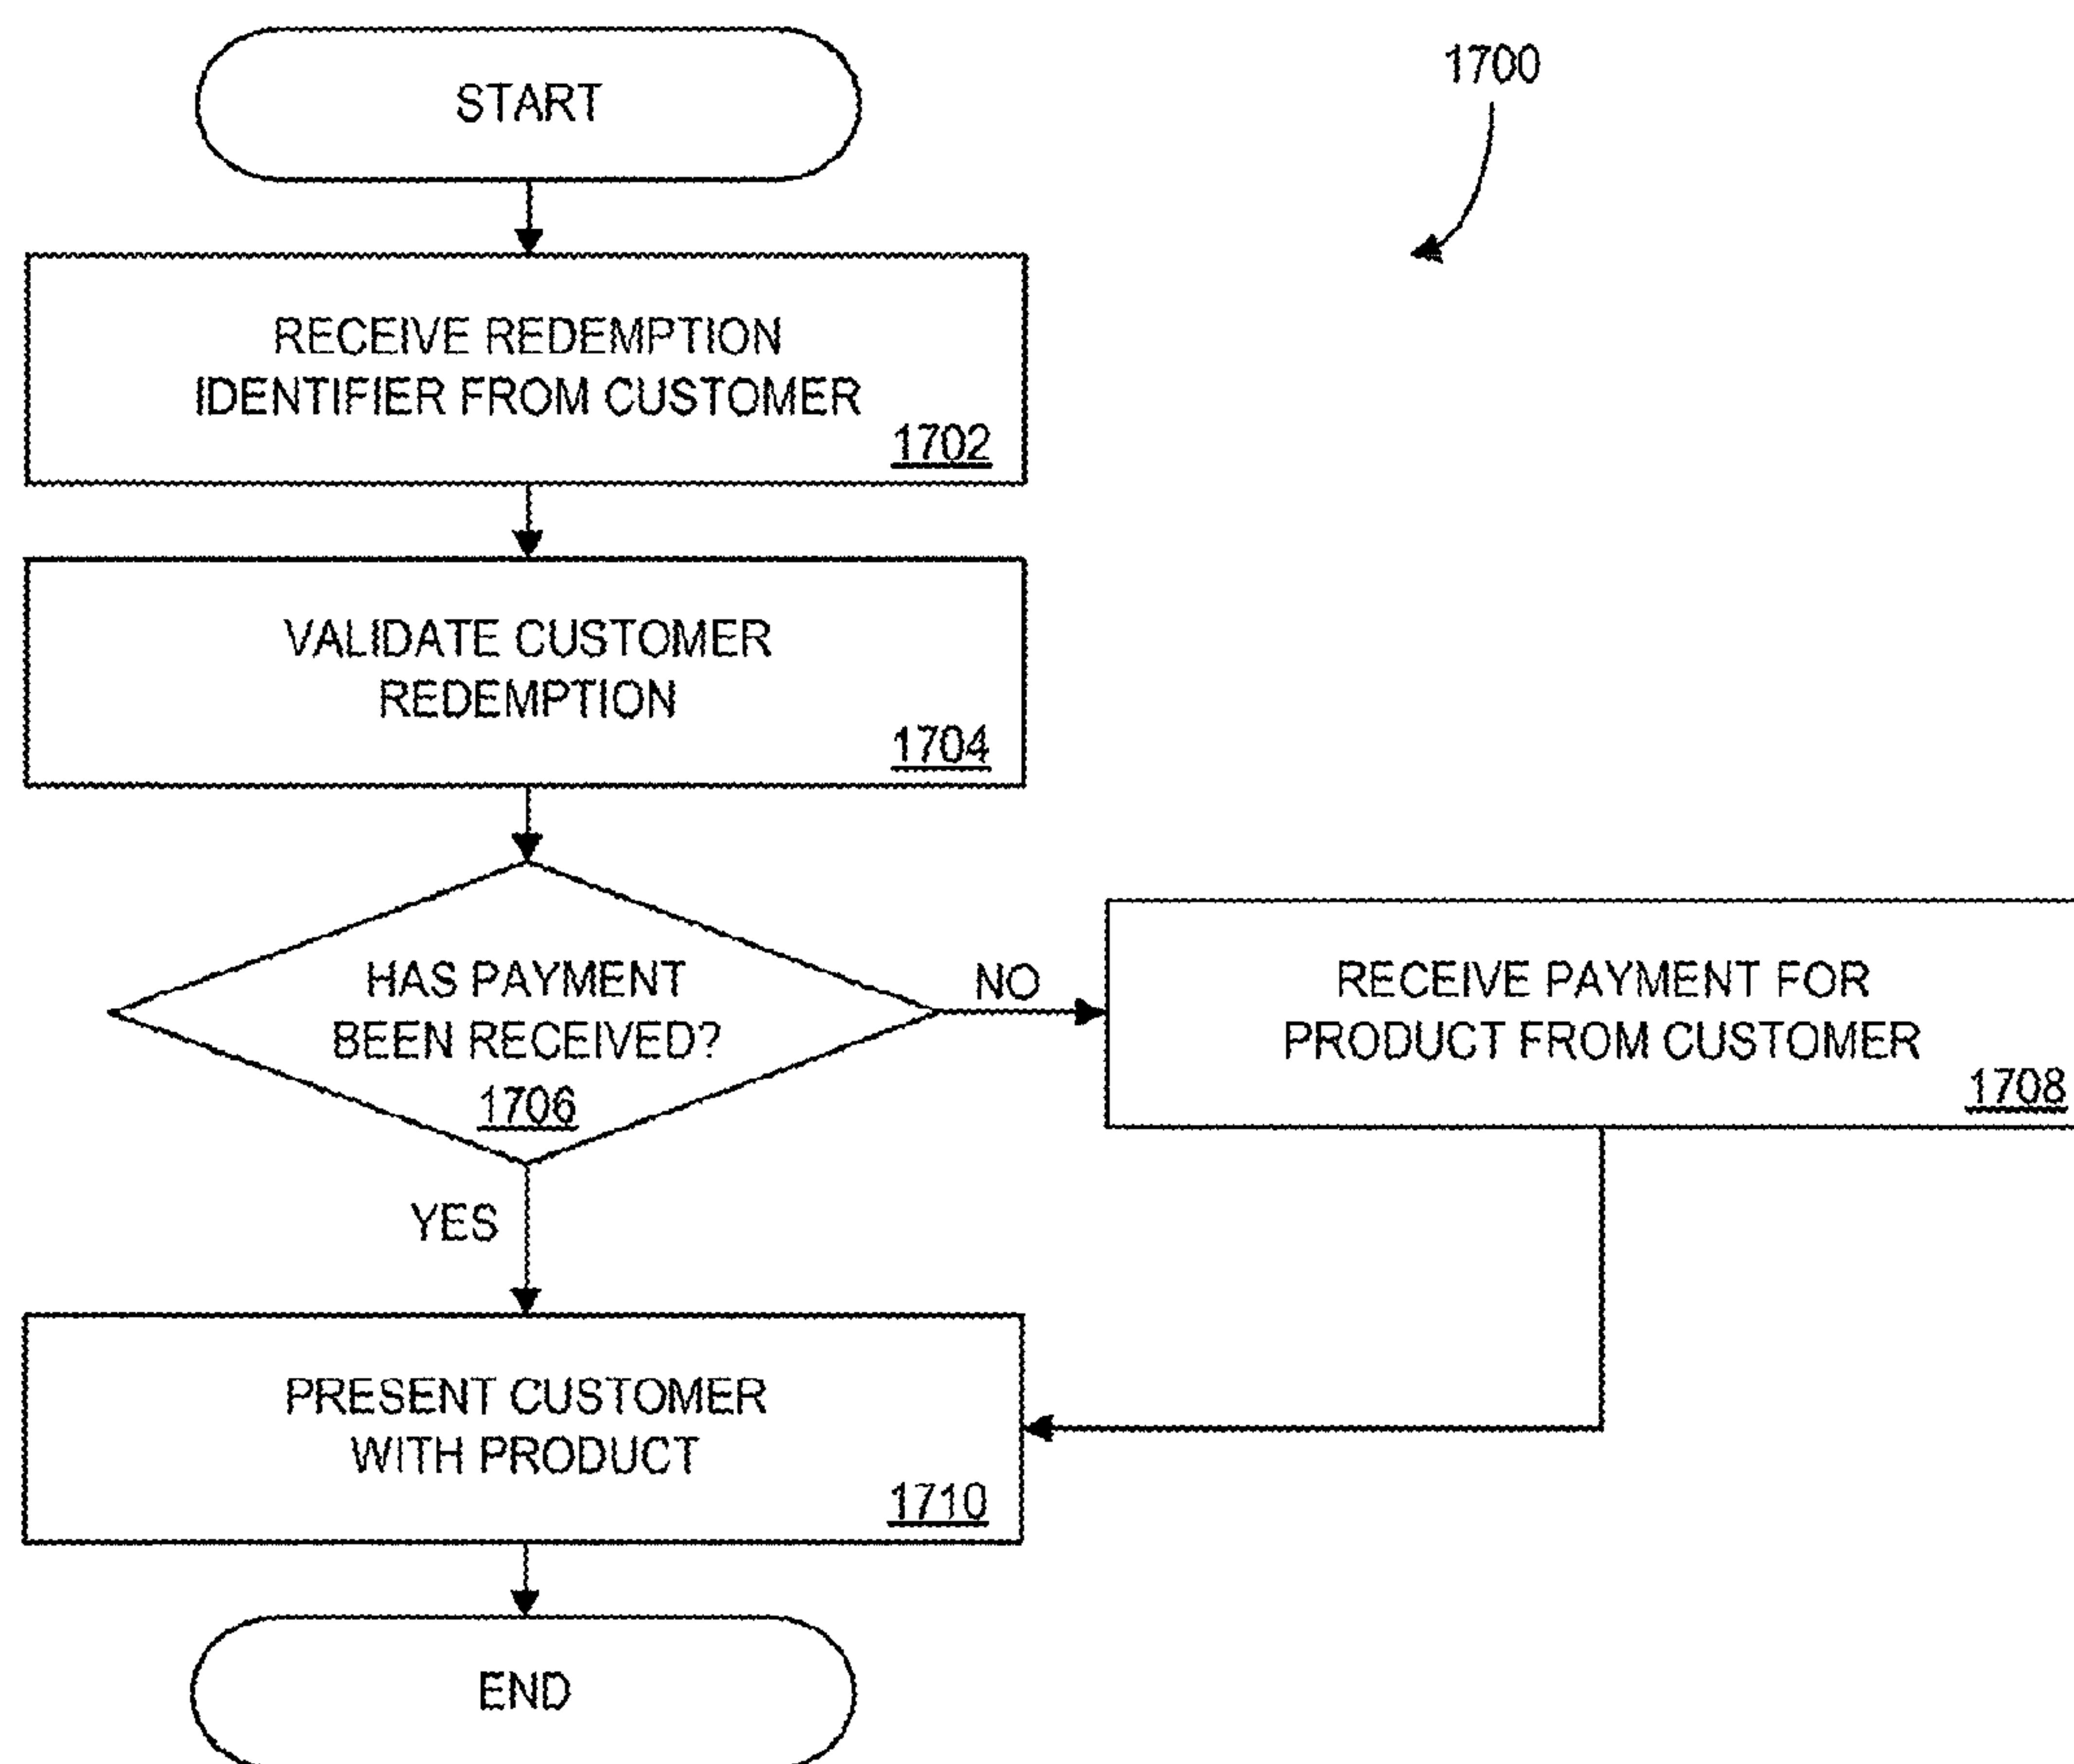 START
1700
RECEIVE REDEMPTION
IDENTIFIER FROM CUSTOMER
1702
VALIDATE CUSTOMER
REDEMPTION
1704
HAS PAYMENT
BEEN RECEIVED?
1706
NO
RECEIVE PAYMENT FOR
PRODUCT FROM CUSTOMER
1708
YES
PRESENT CUSTOMER
WITH PRODUCT
1710
END